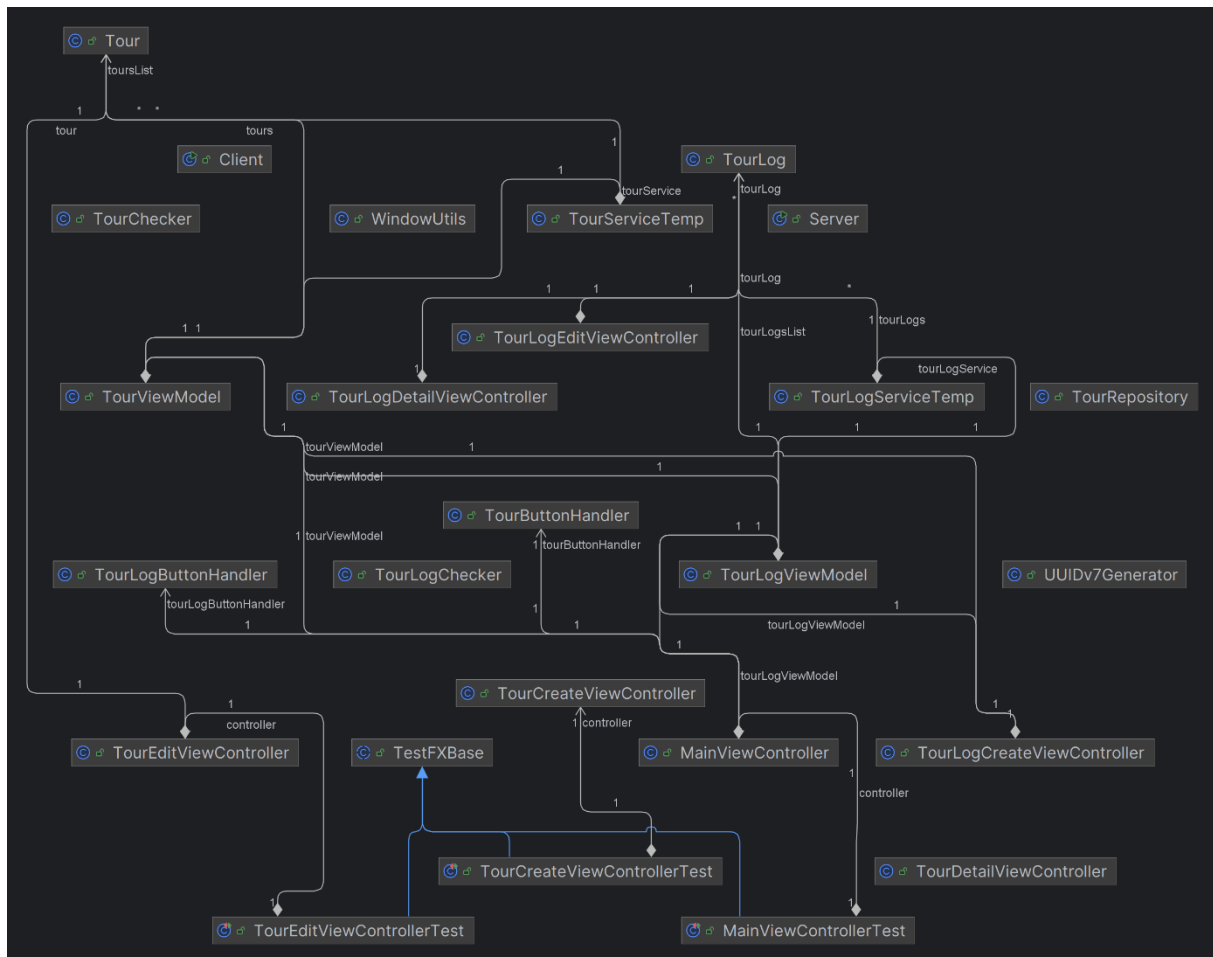 Tour
toursList
1 * *
tour tours
1
Client
TourLog
1
tourService
tourLog
*
TourChecker
WindowUtils
TourServiceTemp
Server
tourLog
1 1 1 *
1 tourLogs
1 1
tourLogsList
TourLogEditViewController
tourLogService
1
TourViewModel
TourLogDetailViewController
TourLogServiceTemp
TourRepository
1 1 1 1
tourViewModel 1
1
tourViewModel
TourButtonHandler
1 1
1 tourViewModel
1 tourButtonHandler
TourLogButtonHandler
TourLogChecker
TourLogViewModel
UUIDv7Generator
tourLogButtonHandler
1 1
1 1
tourLogViewModel
1
tourLogViewModel
1
TourCreateViewController
1 1
1
controller
1 controller
TourEditViewController
TestFXBase
MainViewController
TourLogCreateViewController
1
controller
1
TourCreateViewControllerTest
TourDetailViewController
1 1
TourEditViewControllerTest
MainViewControllerTest